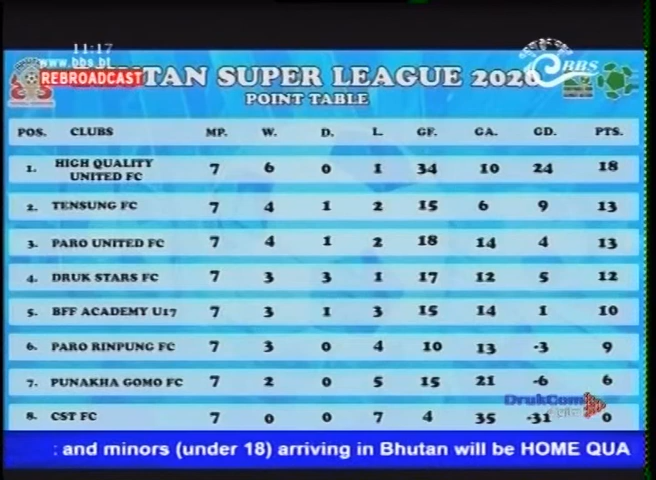 11:17
www.bbs.bt
REBROADCAST
TAN SUPER LEAGUE 2020
BBS
POINT TABLE
POS. CLUBS MP. W. D. L. GF. GA. GD. PTS.
1. HIGH QUALITY UNITED FC 7 6 0 1 34 10 24 18
2. TENSUNG FC 7 4 1 2 15 6 9 13
3. PARO UNITED FC 7 4 1 2 18 14 4 13
4. DRUK STARS FC 7 3 3 1 17 12 5 12
5. BFF ACADEMY U17 7 3 1 3 15 14 1 10
6. PARO RINPUNG FC 7 3 0 4 10 13 -3 9
7. PUNAKHA GOMO FC 7 2 0 5 15 21 -6 6
DrukCom
digital
8. CST FC 7 0 0 7 4 35 -31 0
: and minors (under 18) arriving in Bhutan will be HOME QUA